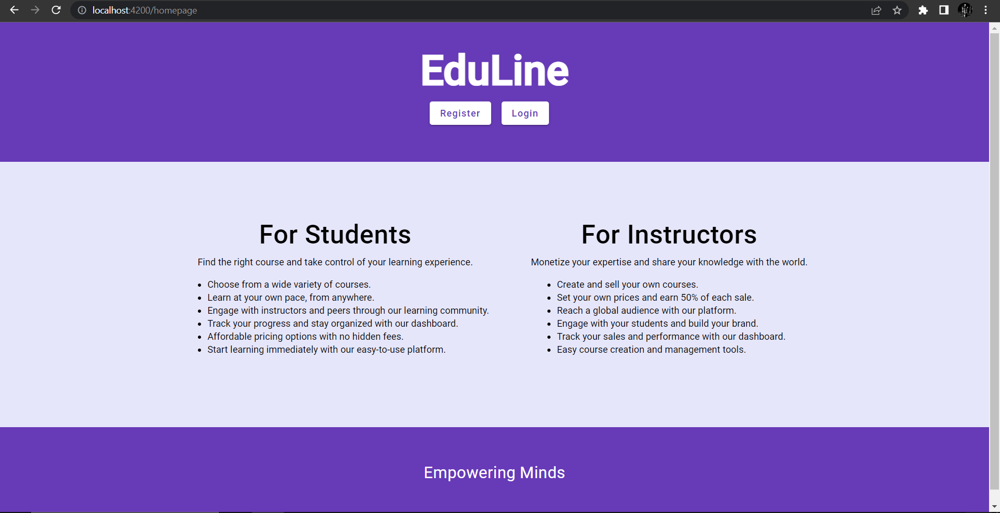 localhost:4200/homepage
EduLine
Register Login
For Students
Find the right course and take control of your learning experience.
• Choose from a wide variety of courses.
• Learn at your own pace, from anywhere.
• Engage with instructors and peers through our learning community.
• Track your progress and stay organized with our dashboard.
• Affordable pricing options with no hidden fees.
• Start learning immediately with our easy-to-use platform.
For Instructors
Monetize your expertise and share your knowledge with the world.
• Create and sell your own courses.
• Set your own prices and earn 50% of each sale.
• Reach a global audience with our platform.
• Engage with your students and build your brand.
• Track your sales and performance with our dashboard.
• Easy course creation and management tools.
Empowering Minds